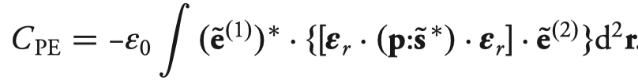 C_PE = -ε₀ ∫ (ẽ⁽¹⁾)* · {[ε_r · (p:s̃*) · ε_r] · ẽ⁽²⁾}d²r.